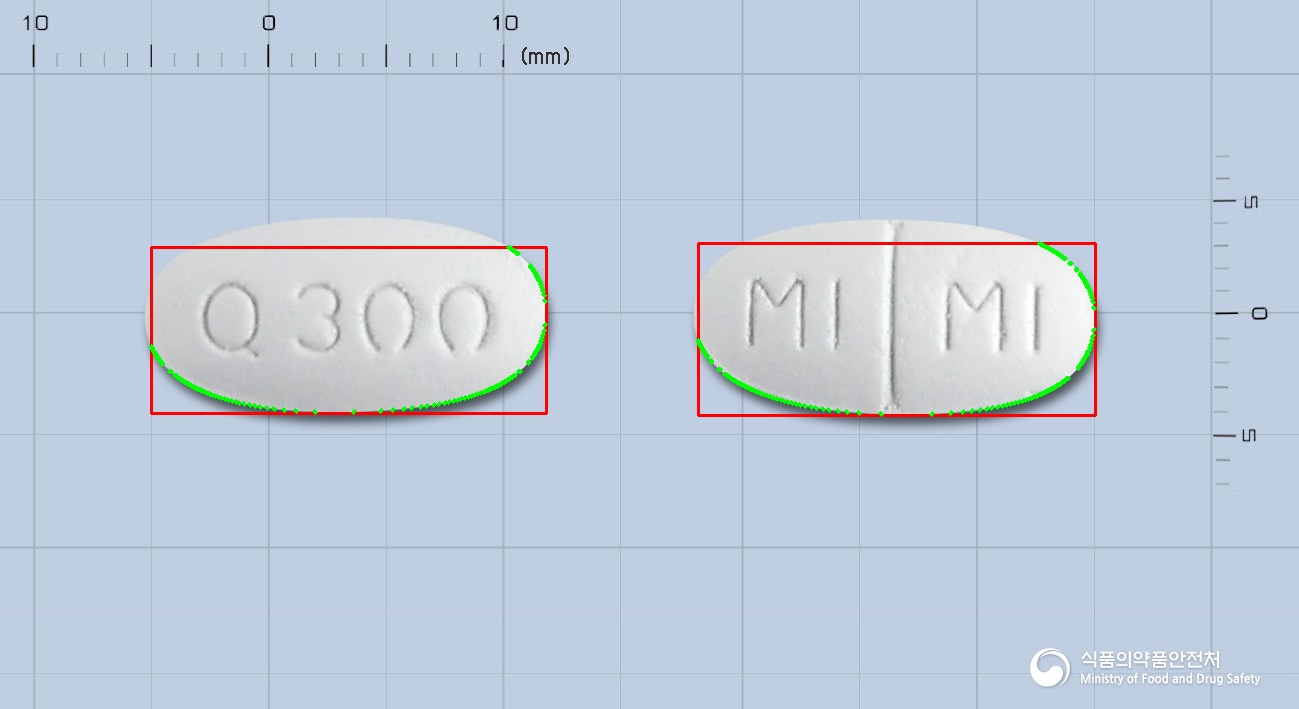 10 0 10
(mm)
5
0
5
Q 300
MI MI
식품의약품안전처
Ministry of Food and Drug Safety